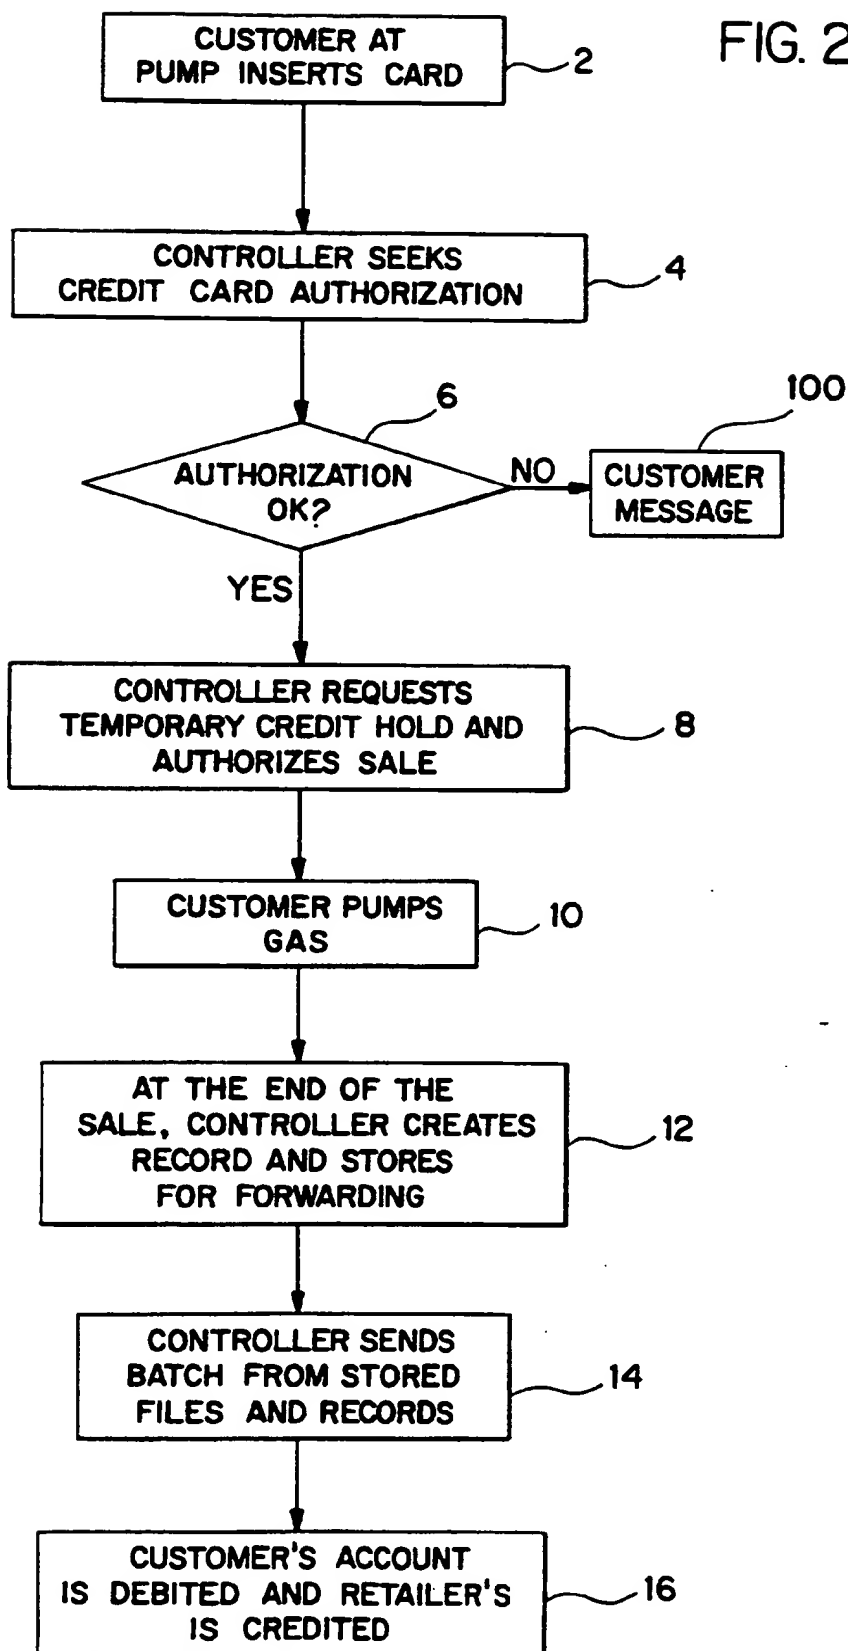 FIG. 2
CUSTOMER AT
PUMP INSERTS CARD
2
CONTROLLER SEEKS
CREDIT CARD AUTHORIZATION
4
6
AUTHORIZATION
OK?
NO
100
CUSTOMER
MESSAGE
YES
CONTROLLER REQUESTS
TEMPORARY CREDIT HOLD AND
AUTHORIZES SALE
8
CUSTOMER PUMPS
GAS
10
AT THE END OF THE
SALE, CONTROLLER CREATES
RECORD AND STORES
FOR FORWARDING
12
CONTROLLER SENDS
BATCH FROM STORED
FILES AND RECORDS
14
CUSTOMER'S ACCOUNT
IS DEBITED AND RETAILER'S
IS CREDITED
16